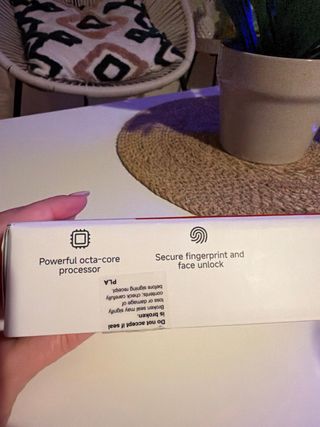 Powerful octa-core
processor
Secure fingerprint and
face unlock
Do not accept if seal
is broken.
Broken seal may signify
loss or damage of
contents, check carefully
before signing receipt.
PLA